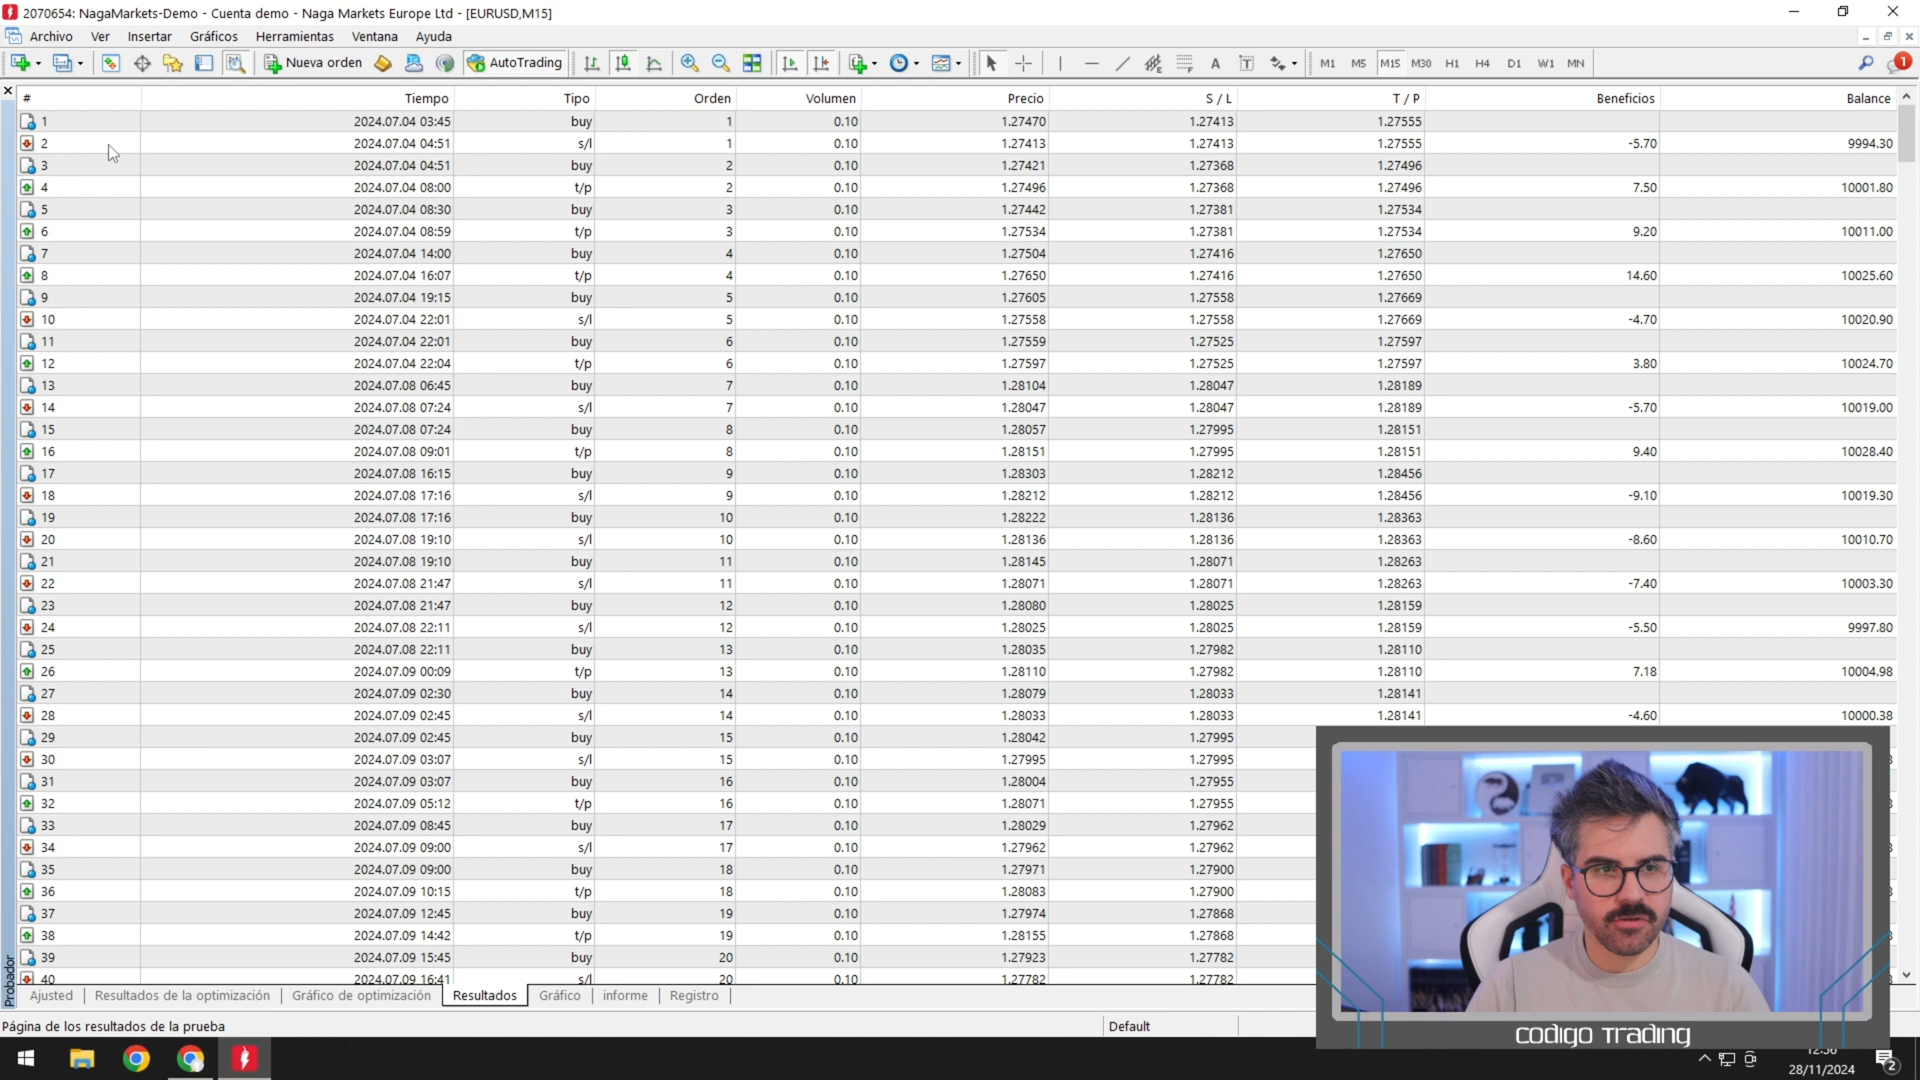 2070654: NagaMarkets-Demo - Cuenta demo - Naga Markets Europe Ltd - [EURUSD,M15]
Archivo Ver Insertar Gráficos Herramientas Ventana Ayuda
Nueva orden AutoTrading A T M1 M5 M15 M30 H1 H4 D1 W1 MN 1
# Tiempo Tipo Orden Volumen Precio S / L T / P Beneficios Balance
1 2024.07.04 03:45 buy 1 0.10 1.27470 1.27413 1.27555
2 2024.07.04 04:51 s/l 1 0.10 1.27413 1.27413 1.27555 -5.70 9994.30
3 2024.07.04 04:51 buy 2 0.10 1.27421 1.27368 1.27496
4 2024.07.04 08:00 t/p 2 0.10 1.27496 1.27368 1.27496 7.50 10001.80
5 2024.07.04 08:30 buy 3 0.10 1.27442 1.27381 1.27534
6 2024.07.04 08:59 t/p 3 0.10 1.27534 1.27381 1.27534 9.20 10011.00
7 2024.07.04 14:00 buy 4 0.10 1.27504 1.27416 1.27650
8 2024.07.04 16:07 t/p 4 0.10 1.27650 1.27416 1.27650 14.60 10025.60
9 2024.07.04 19:15 buy 5 0.10 1.27605 1.27558 1.27669
10 2024.07.04 22:01 s/l 5 0.10 1.27558 1.27558 1.27669 -4.70 10020.90
11 2024.07.04 22:01 buy 6 0.10 1.27559 1.27525 1.27597
12 2024.07.04 22:04 t/p 6 0.10 1.27597 1.27525 1.27597 3.80 10024.70
13 2024.07.08 06:45 buy 7 0.10 1.28104 1.28047 1.28189
14 2024.07.08 07:24 s/l 7 0.10 1.28047 1.28047 1.28189 -5.70 10019.00
15 2024.07.08 07:24 buy 8 0.10 1.28057 1.27995 1.28151
16 2024.07.08 09:01 t/p 8 0.10 1.28151 1.27995 1.28151 9.40 10028.40
17 2024.07.08 16:15 buy 9 0.10 1.28303 1.28212 1.28456
18 2024.07.08 17:16 s/l 9 0.10 1.28212 1.28212 1.28456 -9.10 10019.30
19 2024.07.08 17:16 buy 10 0.10 1.28222 1.28136 1.28363
20 2024.07.08 19:10 s/l 10 0.10 1.28136 1.28136 1.28363 -8.60 10010.70
21 2024.07.08 19:10 buy 11 0.10 1.28145 1.28071 1.28263
22 2024.07.08 21:47 s/l 11 0.10 1.28071 1.28071 1.28263 -7.40 10003.30
23 2024.07.08 21:47 buy 12 0.10 1.28080 1.28025 1.28159
24 2024.07.08 22:11 s/l 12 0.10 1.28025 1.28025 1.28159 -5.50 9997.80
25 2024.07.08 22:11 buy 13 0.10 1.28035 1.27982 1.28110
26 2024.07.09 00:09 t/p 13 0.10 1.28110 1.27982 1.28110 7.18 10004.98
27 2024.07.09 02:30 buy 14 0.10 1.28079 1.28033 1.28141
28 2024.07.09 02:45 s/l 14 0.10 1.28033 1.28033 1.28141 -4.60 10000.38
29 2024.07.09 02:45 buy 15 0.10 1.28042 1.27995
30 2024.07.09 03:07 s/l 15 0.10 1.27995 1.27995
31 2024.07.09 03:07 buy 16 0.10 1.28004 1.27955
32 2024.07.09 05:12 t/p 16 0.10 1.28071 1.27955
33 2024.07.09 08:45 buy 17 0.10 1.28029 1.27962
34 2024.07.09 09:00 s/l 17 0.10 1.27962 1.27962
35 2024.07.09 09:00 buy 18 0.10 1.27971 1.27900
36 2024.07.09 10:15 t/p 18 0.10 1.28083 1.27900
37 2024.07.09 12:45 buy 19 0.10 1.27974 1.27868
38 2024.07.09 14:42 t/p 19 0.10 1.28155 1.27868
39 2024.07.09 15:45 buy 20 0.10 1.27923 1.27782
40 2024.07.09 16:41 s/l 20 0.10 1.27782 1.27782
Probador
Ajusted Resultados de la optimización Gráfico de optimización Resultados Gráfico informe Registro
Página de los resultados de la prueba Default
CODIGO TRADING
28/11/2024
2